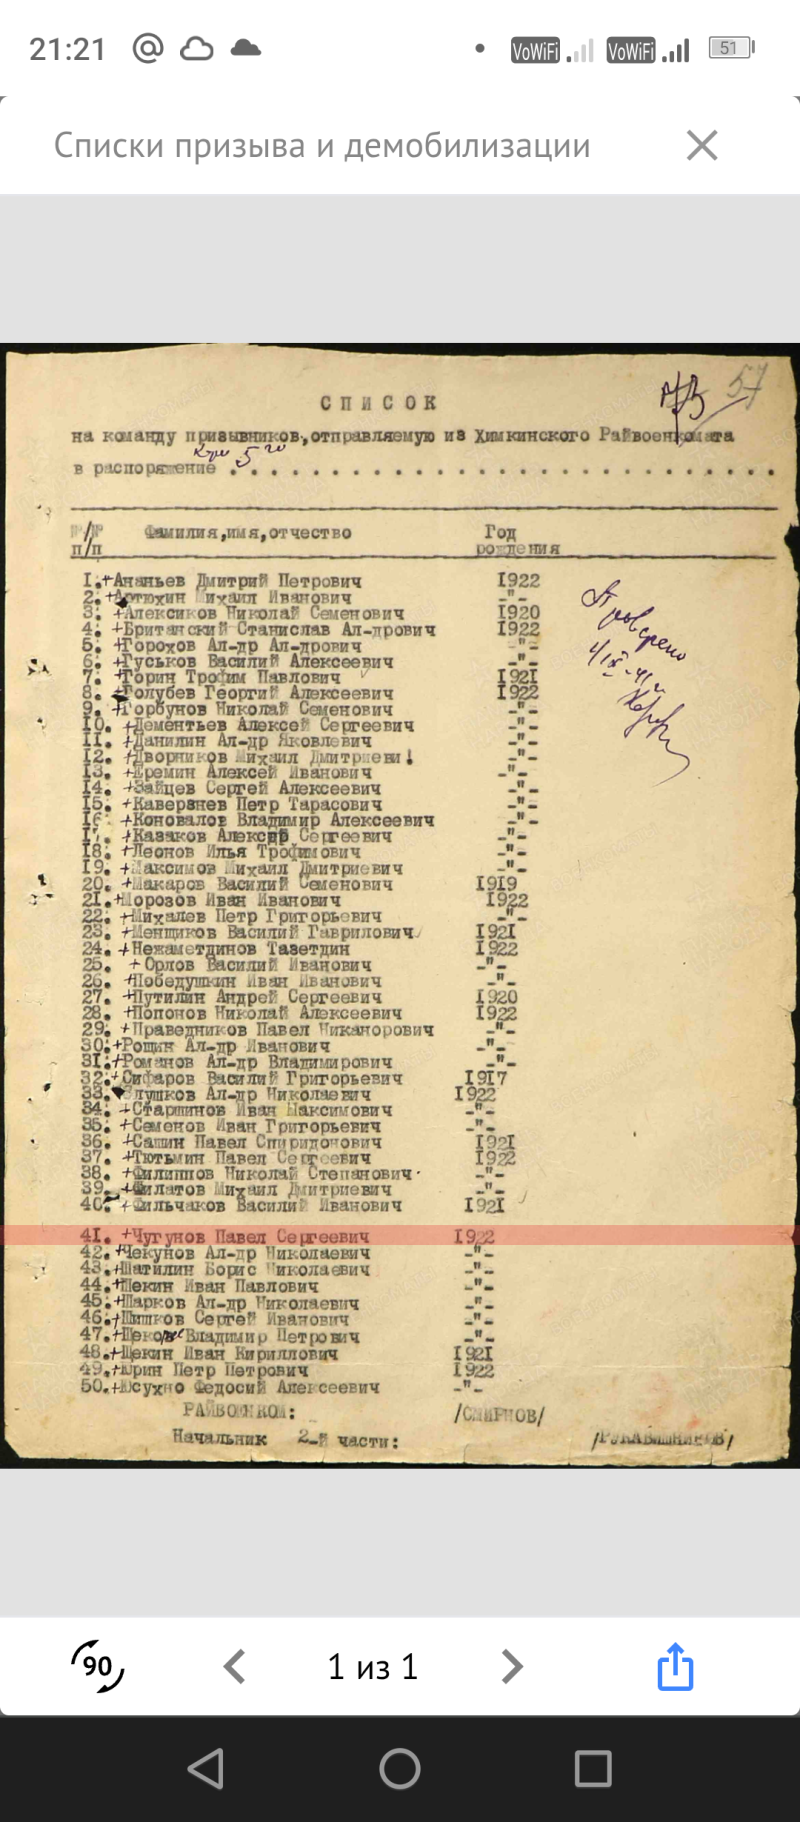 21:21 VoWiFi VoWiFi 51
Списки призыва и демобилизации
57
СПИСОК
на команду призывников, отправляемую из Химкинского Райвоенкомата
в распоряжение 5 го
№/№ Фамилия, имя, отчество Год
п/п рождения
1.+Ананьев Дмитрий Петрович 1922
2.+Артюхин Михаил Иванович -"-
3. +Алексиков Николай Семенович 1920
4. +Британский Станислав Ал-дрович 1922
5. +Горохов Ал-др Ал-дрович -"-
6. +Гуськов Василий Алексеевич -"-
7. +Горин Трофим Павлович 1921
8. +Голубев Георгий Алексеевич 1922
9. +Горбунов Николай Семенович -"-
10. +Дементьев Алексей Сергеевич -"-
11. +Данилин Ал-др Яковлевич -"-
12. +Дворников Михаил Дмитриеви! -"-
13. +Еремин Алексей Иванович -"-
14. +Зайцев Сергей Алексеевич -"-
15. +Каверзнев Петр Тарасович -"-
16. +Коновалов Владимир Алексеевич -"-
17. +Казаков Александр Сергеевич -"-
18. +Леонов Илья Трофимович -"-
19. +Максимов Михаил Дмитриевич -"-
20. +Макаров Василий Семенович 1919
21.+Морозов Иван Иванович 1922
22. +Михалев Петр Григорьевич -"-
23. +Менщиков Василий Гаврилович 1921
24. +Нежаметдинов Тазетдин 1922
25. +Орлов Василий Иванович -"-
26. +Победушкин Иван Иванович -"-
27. +Путилин Андрей Сергеевич 1920
28. +Попонов Николай Алексеевич 1922
29. +Праведников Павел Никанорович -"-
30.+Рощин Ал-др Иванович -"-
31.+Романов Ал-др Владимирович -"-
32.+Сифаров Василий Григорьевич 1917
33. Глушков Ал-др Николаевич 1922
34. +Старшинов Иван Максимович -"-
35. +Семенов Иван Григорьевич -"-
36. +Сашин Павел Спиридонович 1921
37. +Тютьмин Павел Сергеевич 1922
38. +Филиппов Николай Степанович -"-
39. +Филатов Михаил Дмитриевич -"-
40. +Фильчаков Василий Иванович 1921
41. +Чугунов Павел Сергеевич 1922
42.+Чекунов Ал-др Николаевич -"-
43.+Шатилин Борис Николаевич -"-
44.+Шекин Иван Павлович -"-
45.+Шарков Ал-др Николаевич -"-
46.+Шишков Сергей Иванович -"-
47.+ Владимир Петрович -"-
48.+Щекин Иван Кириллович 1921
49.+Юрин Петр Петрович 1922
50.+Юсухно Федосий Алексеевич -"-
Проверено
4/IX-41г.
РАЙВОЕНКОМ: /СМИРНОВ/
Начальник 2-й части: /РУКАВИШНИКОВ/
90 1 из 1